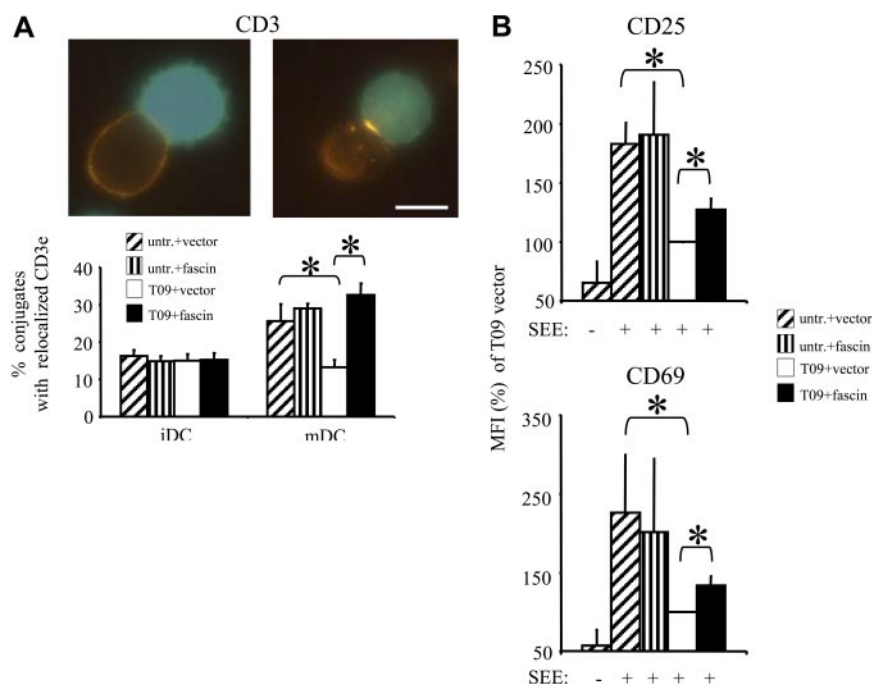 A
CD3
% conjugates
with relocalized CD3e
untr.+vector
untr.+fascin
T09+vector
T09+fascin
40
30
20
10
0
*
*
iDC
mDC
B
CD25
MFI (%) of T09 vector
250
200
150
100
50
*
*
SEE: - + + + +
untr.+vector
untr.+fascin
T09+vector
T09+fascin
CD69
350
250
150
50
*
*
SEE: - + + + +